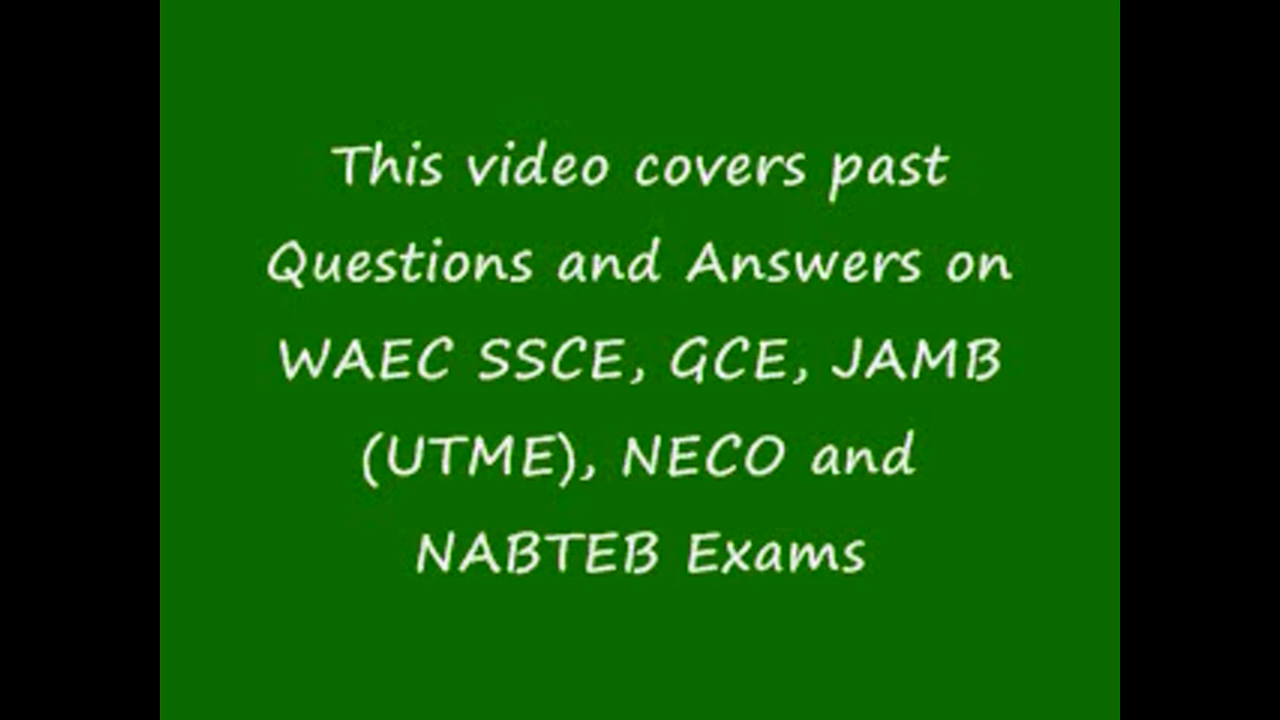 This video covers past
Questions and Answers on
WAEC SSCE, GCE, JAMB
(UTME), NECO and
NABTEB Exams